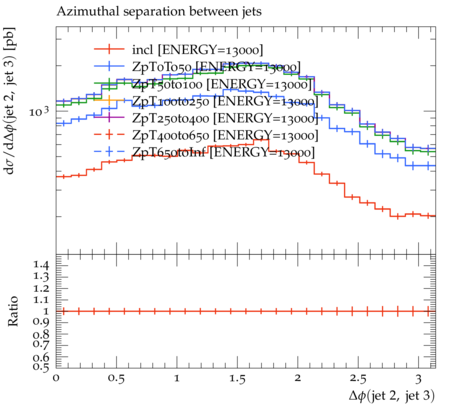 Azimuthal separation between jets
dσ/dΔϕ(jet 2, jet 3) [pb]
incl [ENERGY=13000]
ZpT0to50 [ENERGY=13000]
ZpT50to100 [ENERGY=13000]
ZpT100to250 [ENERGY=13000]
ZpT250to400 [ENERGY=13000]
ZpT400to650 [ENERGY=13000]
ZpT650toInf [ENERGY=13000]
10³
Ratio
1.4
1.3
1.2
1.1
1
0.9
0.8
0.7
0.6
0.5
0 0.5 1 1.5 2 2.5 3
Δϕ(jet 2, jet 3)